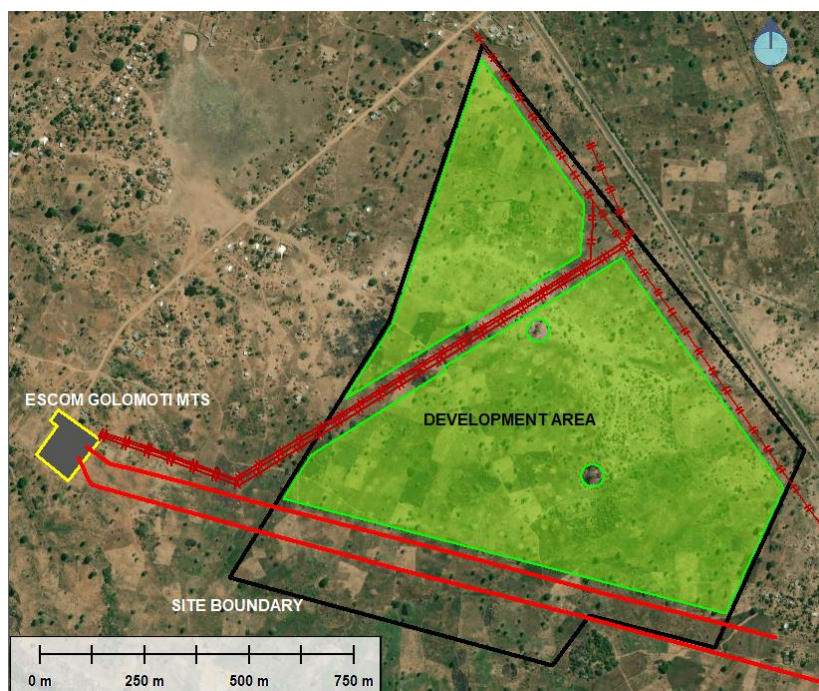 ESCOM GOLOMOTI MTS
DEVELOPMENT AREA
SITE BOUNDARY
0 m 250 m 500 m 750 m